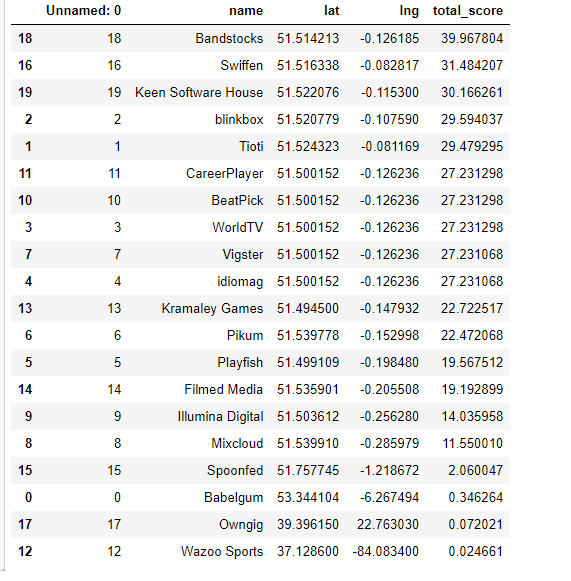 Unnamed: 0 name lat lng total_score
18 18 Bandstocks 51.514213 -0.126185 39.967804
16 16 Swiffen 51.516338 -0.082817 31.484207
19 19 Keen Software House 51.522076 -0.115300 30.166261
2 2 blinkbox 51.520779 -0.107590 29.594037
1 1 Tioti 51.524323 -0.081169 29.479295
11 11 CareerPlayer 51.500152 -0.126236 27.231298
10 10 BeatPick 51.500152 -0.126236 27.231298
3 3 WorldTV 51.500152 -0.126236 27.231298
7 7 Vigster 51.500152 -0.126236 27.231068
4 4 idiomag 51.500152 -0.126236 27.231068
13 13 Kramaley Games 51.494500 -0.147932 22.722517
6 6 Pikum 51.539778 -0.152998 22.472068
5 5 Playfish 51.499109 -0.198480 19.567512
14 14 Filmed Media 51.535901 -0.205508 19.192899
9 9 Illumina Digital 51.503612 -0.256280 14.035958
8 8 Mixcloud 51.539910 -0.285979 11.550010
15 15 Spoonfed 51.757745 -1.218672 2.060047
0 0 Babelgum 53.344104 -6.267494 0.346264
17 17 Owngig 39.396150 22.763030 0.072021
12 12 Wazoo Sports 37.128600 -84.083400 0.024661